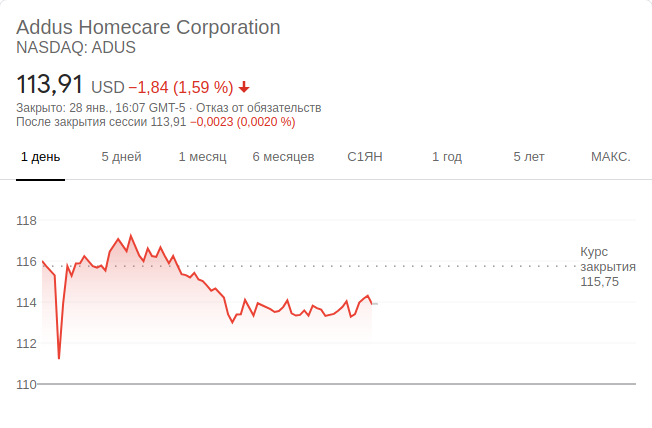 Addus Homecare Corporation
NASDAQ: ADUS
113,91 USD −1,84 (1,59 %)
Закрыто: 28 янв., 16:07 GMT-5 · Отказ от обязательств
После закрытия сессии 113,91 −0,0023 (0,0020 %)
1 день 5 дней 1 месяц 6 месяцев С1ЯН 1 год 5 лет МАКС.
118
116
114
112
110
Курс
закрытия
115,75